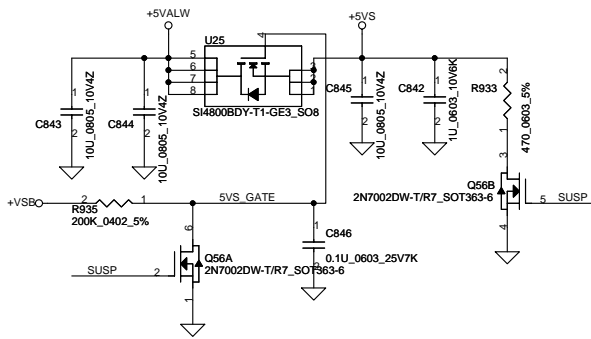 +5VALW
+5VS
U25
4
5
6
7
8
3
2
1
SI4800BDY-T1-GE3_SO8
1
2
C843
10U_0805_10V4Z
1
2
C844
10U_0805_10V4Z
1
2
C845
10U_0805_10V4Z
1
2
C842
1U_0603_10V6K
2
R933
1
470_0603_5%
3
Q56B
2N7002DW-T/R7_SOT363-6
5
SUSP
4
+VSB
2
1
R935
200K_0402_5%
5VS_GATE
6
Q56A
2N7002DW-T/R7_SOT363-6
SUSP
2
1
1
2
C846
0.1U_0603_25V7K